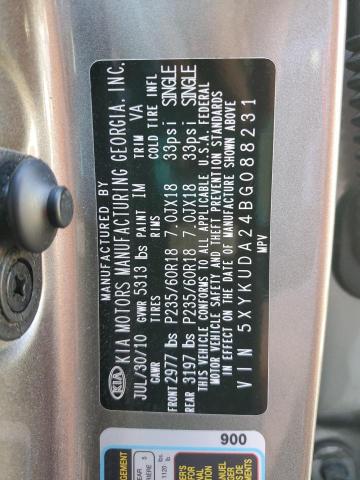 MANUFACTURED BY
KIA KIA MOTORS MANUFACTURING GEORGIA, INC.
JUL/30/10 GVWR 5313 lbs PAINT IM TRIM VA
GAWR TIRES RIMS COLD TIRE INFL
FRONT 2977 lbs P235/60R18 7.0JX18 33psi SINGLE
REAR 3197 lbs P235/60R18 7.0JX18 33psi SINGLE
THIS VEHICLE CONFORMS TO ALL APPLICABLE U.S.A. FEDERAL
MOTOR VEHICLE SAFETY AND THEFT PREVENTION STANDARDS
IN EFFECT ON THE DATE OF MANUFACTURE SHOWN ABOVE
VIN 5XYKUDA24BG088231
MPV
900